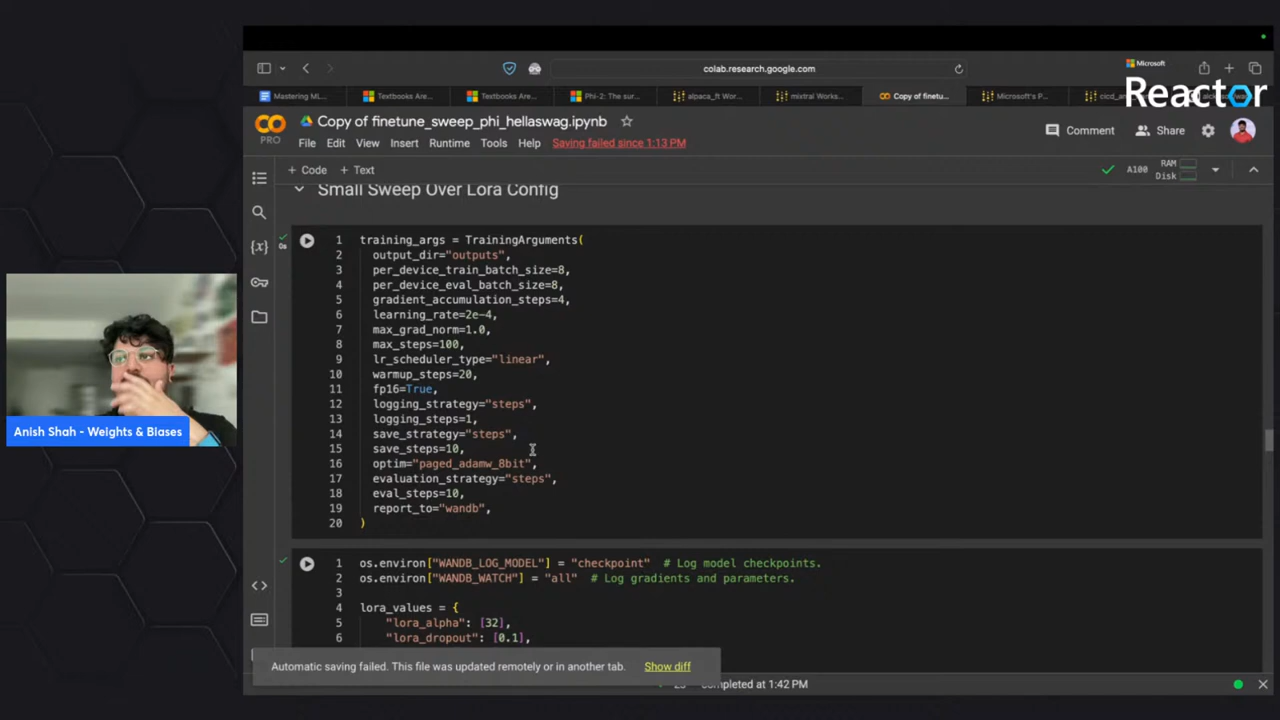 Microsoft
Reactor
colab.research.google.com
Mastering ML...
Textbooks Are...
Textbooks Are...
Phi-2: The sur...
alpaca_ft Wor...
mixtral Works...
Copy of finetu...
Microsoft's P...
CO
PRO
Copy of finetune_sweep_phi_hellaswag.ipynb
Comment
Share
File Edit View Insert Runtime Tools Help Saving failed since 1:13 PM
+ Code + Text
A100
RAM
Disk
Small Sweep Over Lora Config
0s
1 training_args = TrainingArguments(
2 output_dir="outputs",
3 per_device_train_batch_size=8,
4 per_device_eval_batch_size=8,
5 gradient_accumulation_steps=4,
6 learning_rate=2e-4,
7 max_grad_norm=1.0,
8 max_steps=100,
9 lr_scheduler_type="linear",
10 warmup_steps=20,
11 fp16=True,
12 logging_strategy="steps",
13 logging_steps=1,
14 save_strategy="steps",
15 save_steps=10,
16 optim="paged_adamw_8bit",
17 evaluation_strategy="steps",
18 eval_steps=10,
19 report_to="wandb",
20 )
1 os.environ["WANDB_LOG_MODEL"] = "checkpoint" # Log model checkpoints.
2 os.environ["WANDB_WATCH"] = "all" # Log gradients and parameters.
3
4 lora_values = {
5 "lora_alpha": [32],
6 "lora_dropout": [0.1],
Automatic saving failed. This file was updated remotely or in another tab. Show diff
completed at 1:42 PM
Anish Shah - Weights & Biases